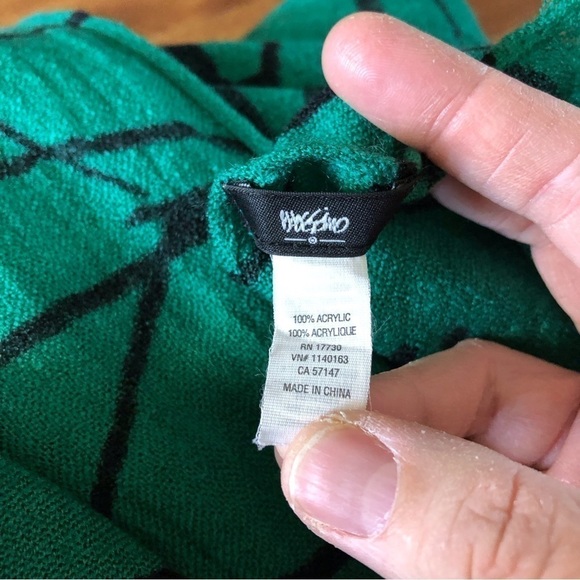 mossimo
100% ACRYLIC
100% ACRYLIQUE
RN 17730
VN# 1140163
CA 57147
MADE IN CHINA